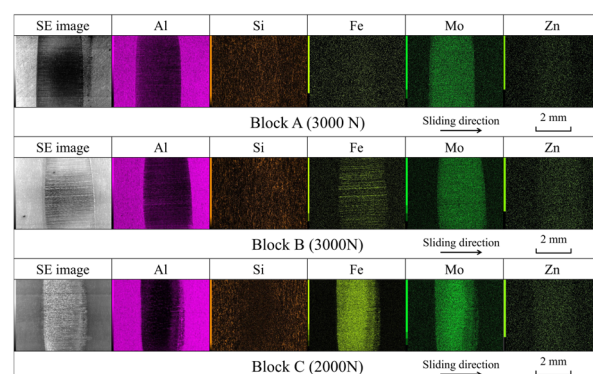 SE image Al Si Fe Mo Zn
Block A (3000 N) Sliding direction 2 mm
SE image Al Si Fe Mo Zn
Block B (3000N) Sliding direction 2 mm
SE image Al Si Fe Mo Zn
Block C (2000N) Sliding direction 2 mm